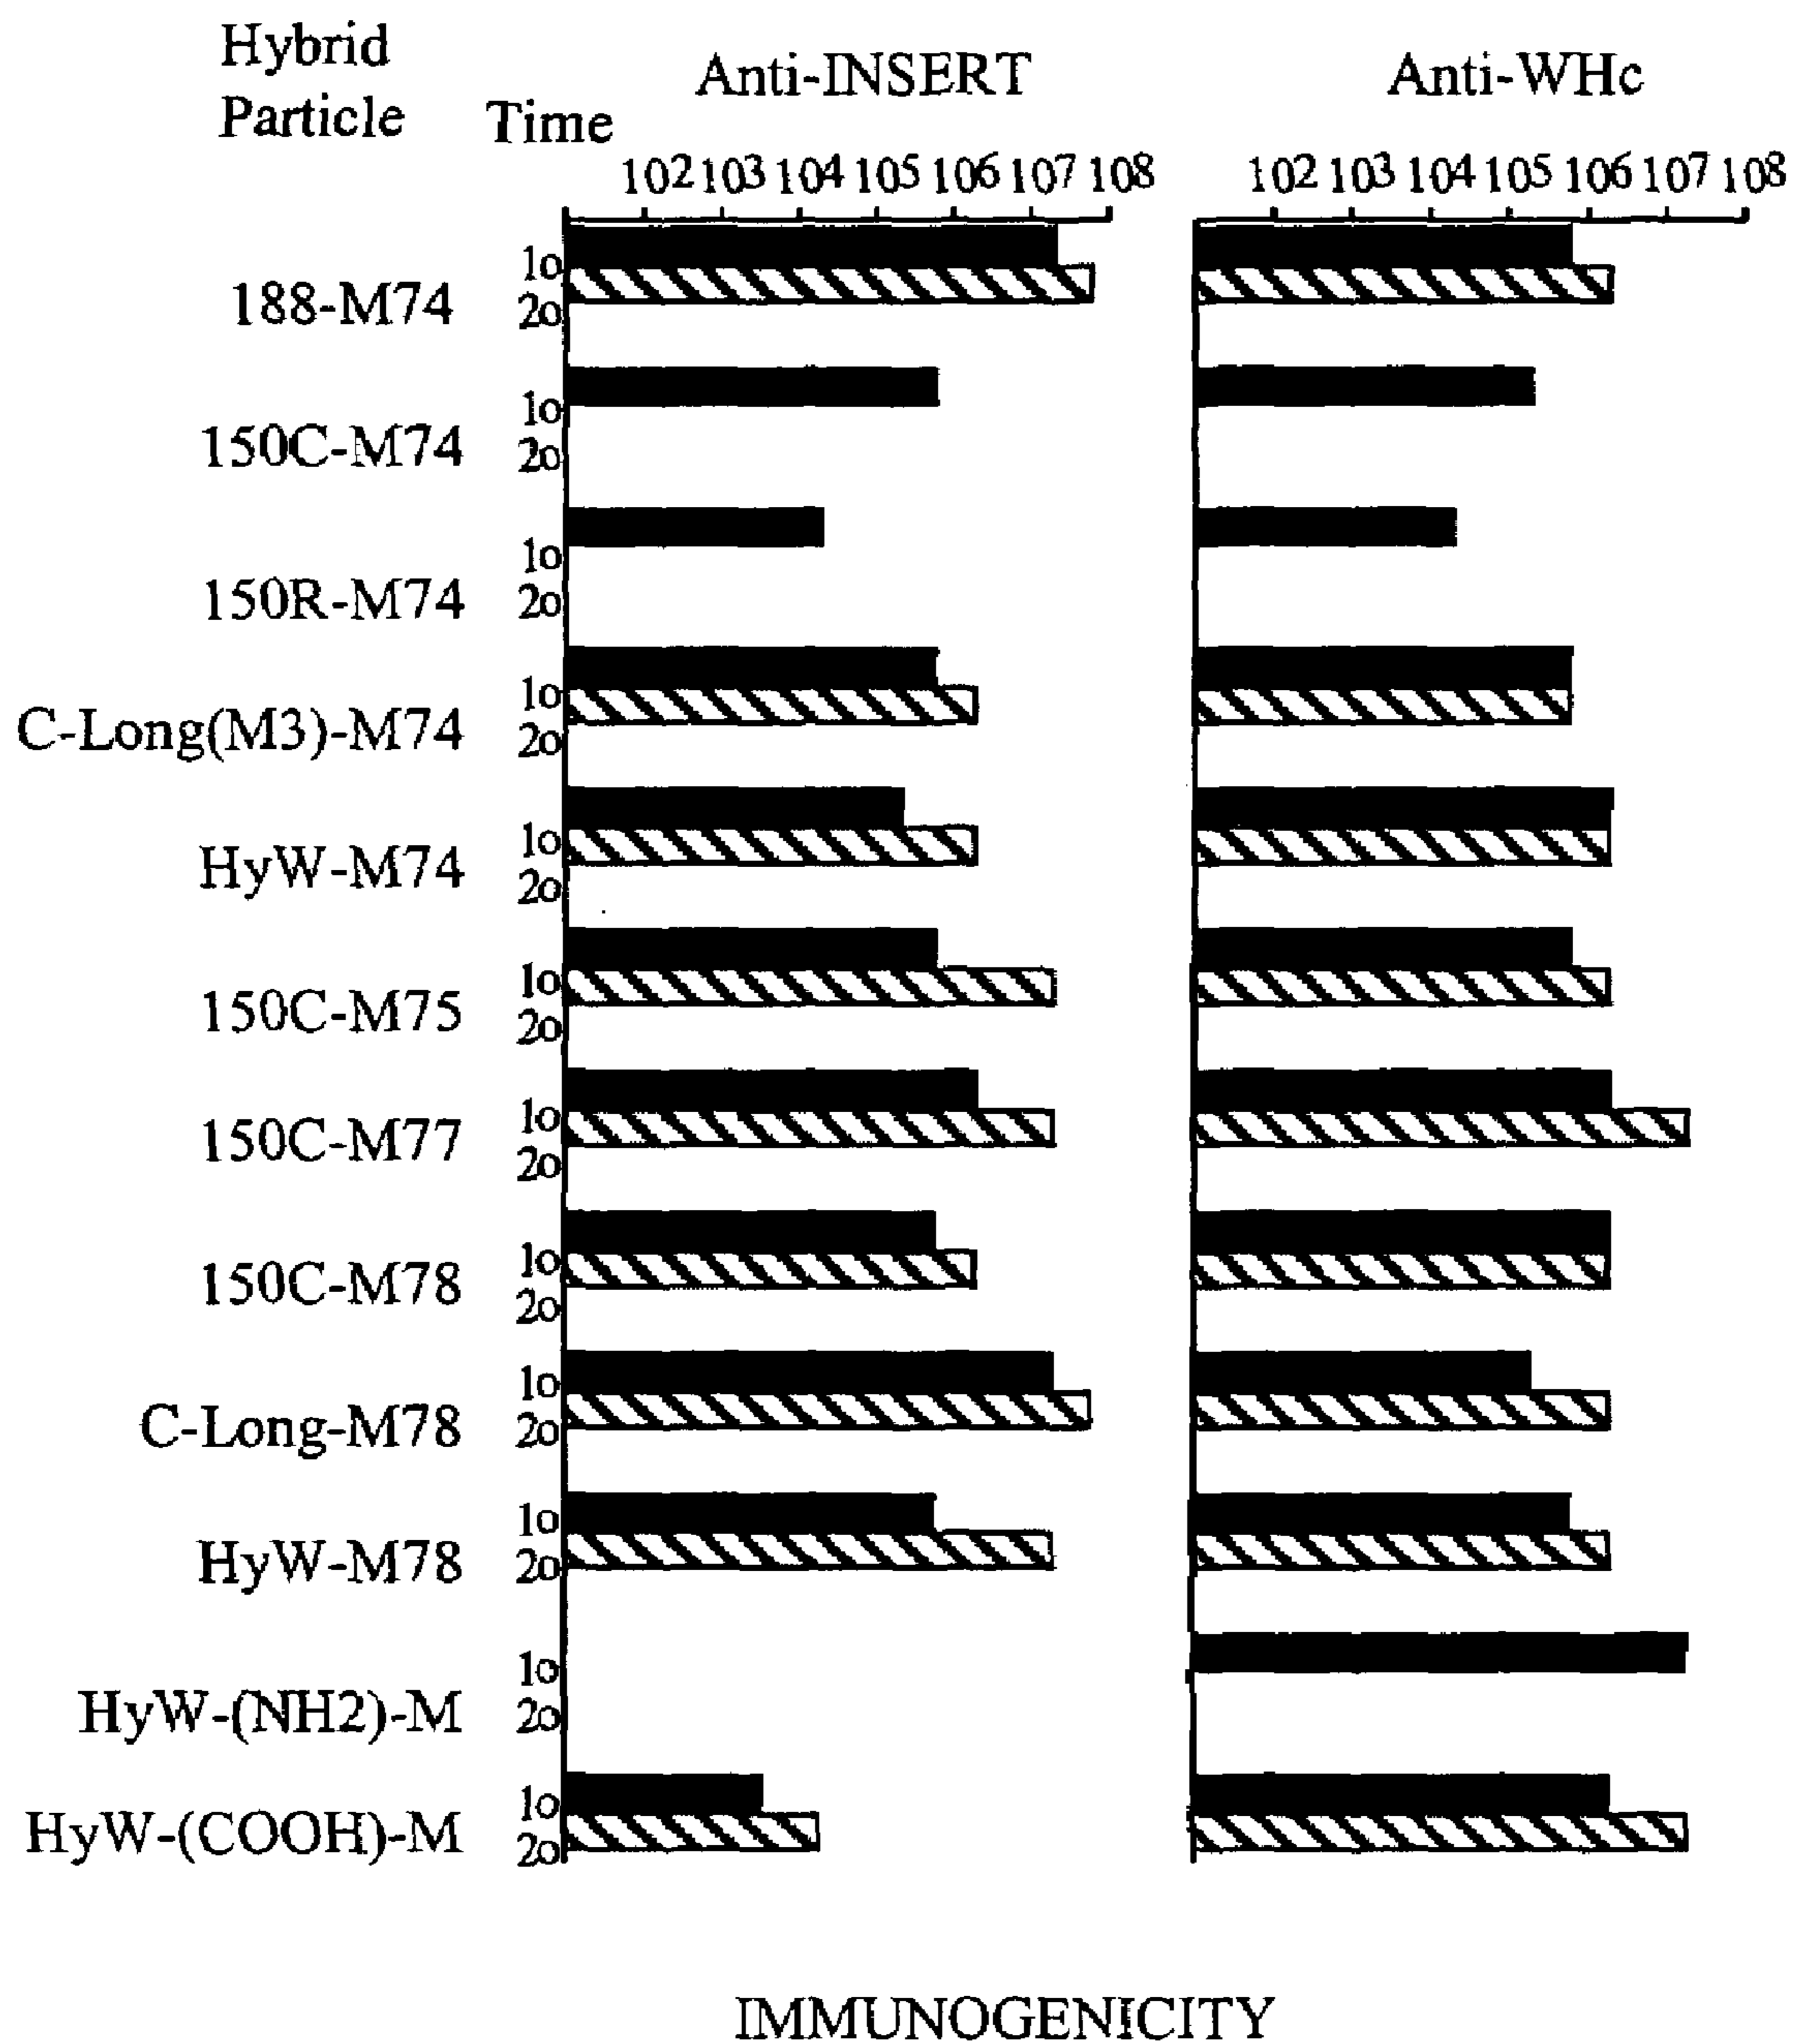 Hybrid
Particle
Time
Anti-INSERT
Anti-WHc
102 103 104 105 106 107 108
102 103 104 105 106 107 108
1o
188-M74
2o
1o
150C-M74
2o
1o
150R-M74
2o
1o
C-Long(M3)-M74
2o
1o
HyW-M74
2o
1o
150C-M75
2o
1o
150C-M77
2o
1o
150C-M78
2o
1o
C-Long-M78
2o
1o
HyW-M78
2o
1o
HyW-(NH2)-M
2o
1o
HyW-(COOH)-M
2o
IMMUNOGENICITY